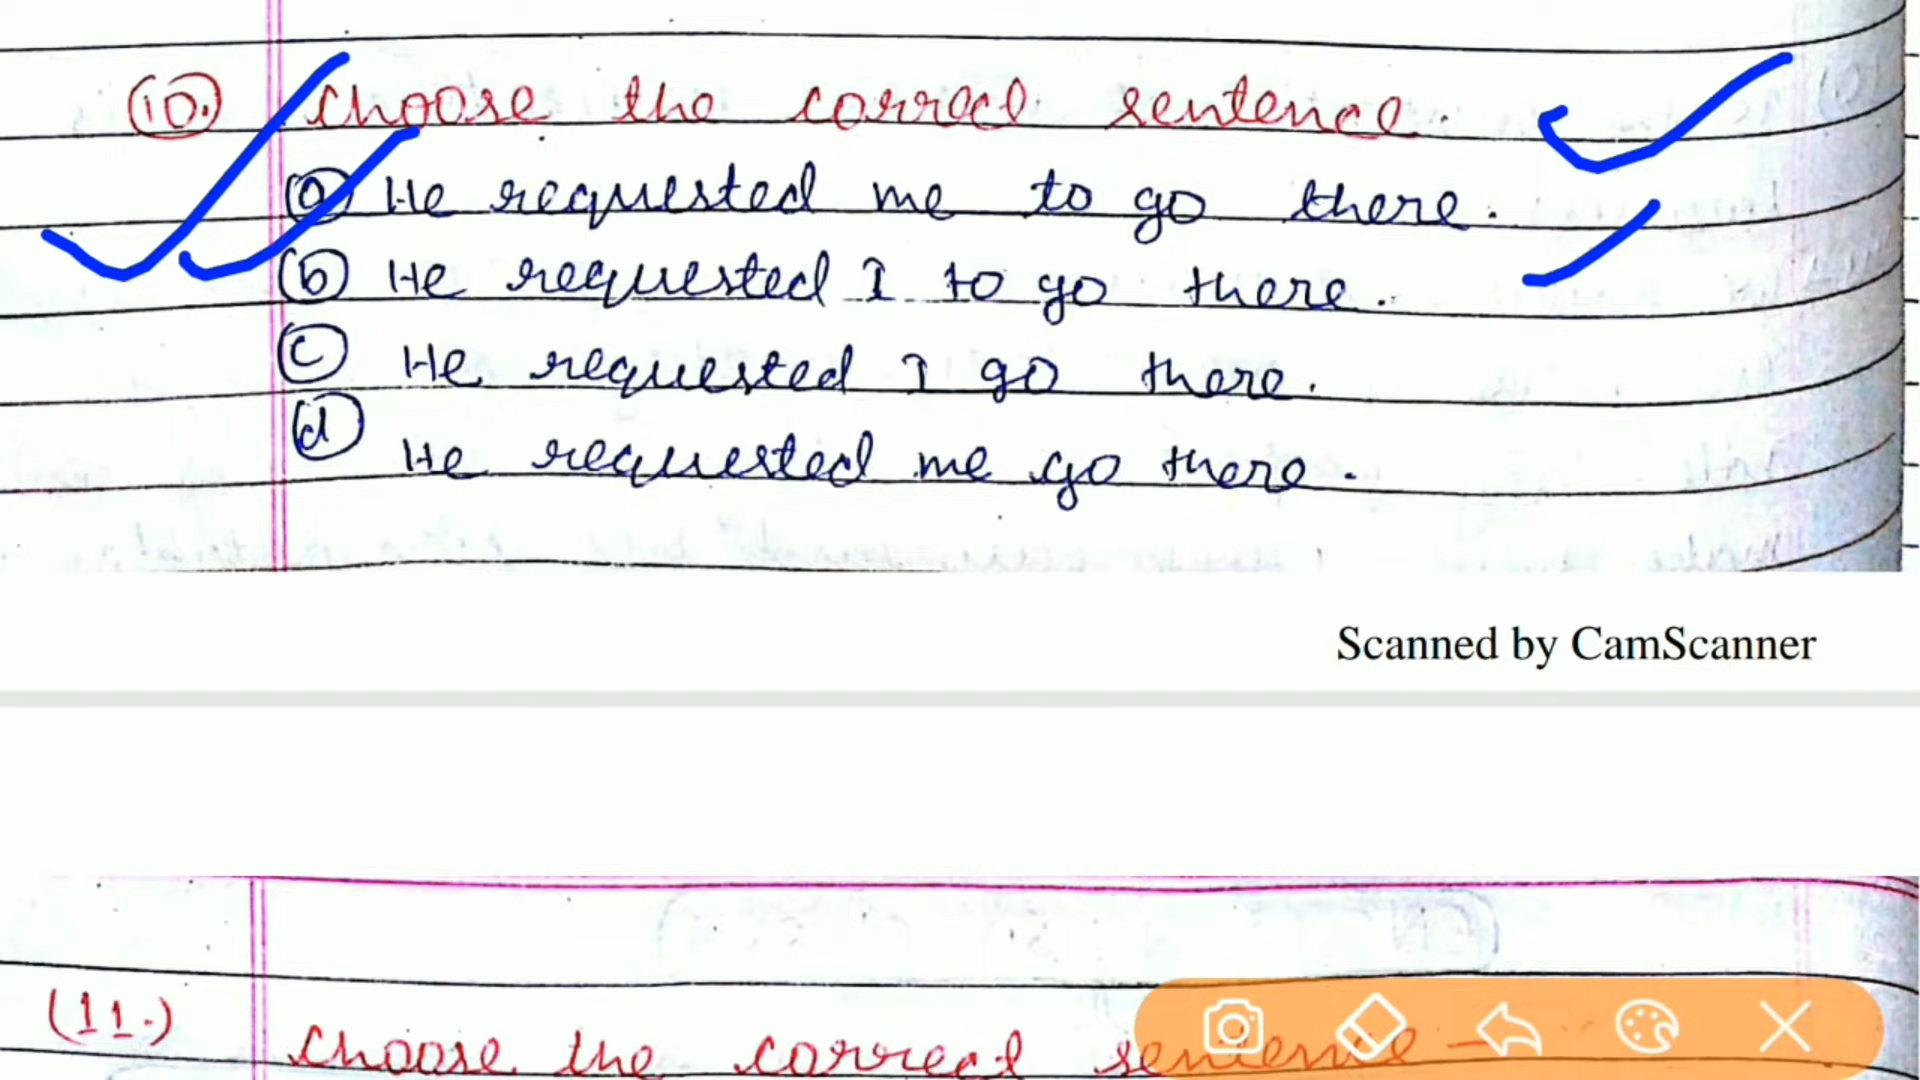 (10.) Choose the correct sentence.
(a) He requested me to go there.
(b) He requested I to go there.
(c) He requested I go there.
(d) He requested me go there.
Scanned by CamScanner
(11.) Choose the correct sentence -